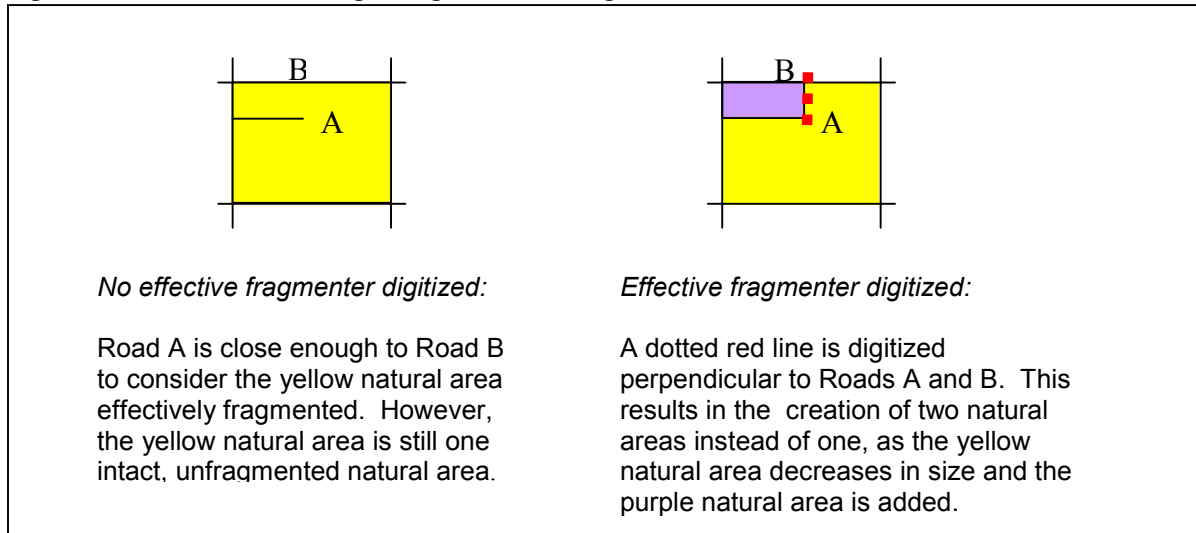 B
A
B
A
No effective fragmenter digitized:
Road A is close enough to Road B
to consider the yellow natural area
effectively fragmented. However,
the yellow natural area is still one
intact, unfragmented natural area.
Effective fragmenter digitized:
A dotted red line is digitized
perpendicular to Roads A and B. This
results in the creation of two natural
areas instead of one, as the yellow
natural area decreases in size and the
purple natural area is added.